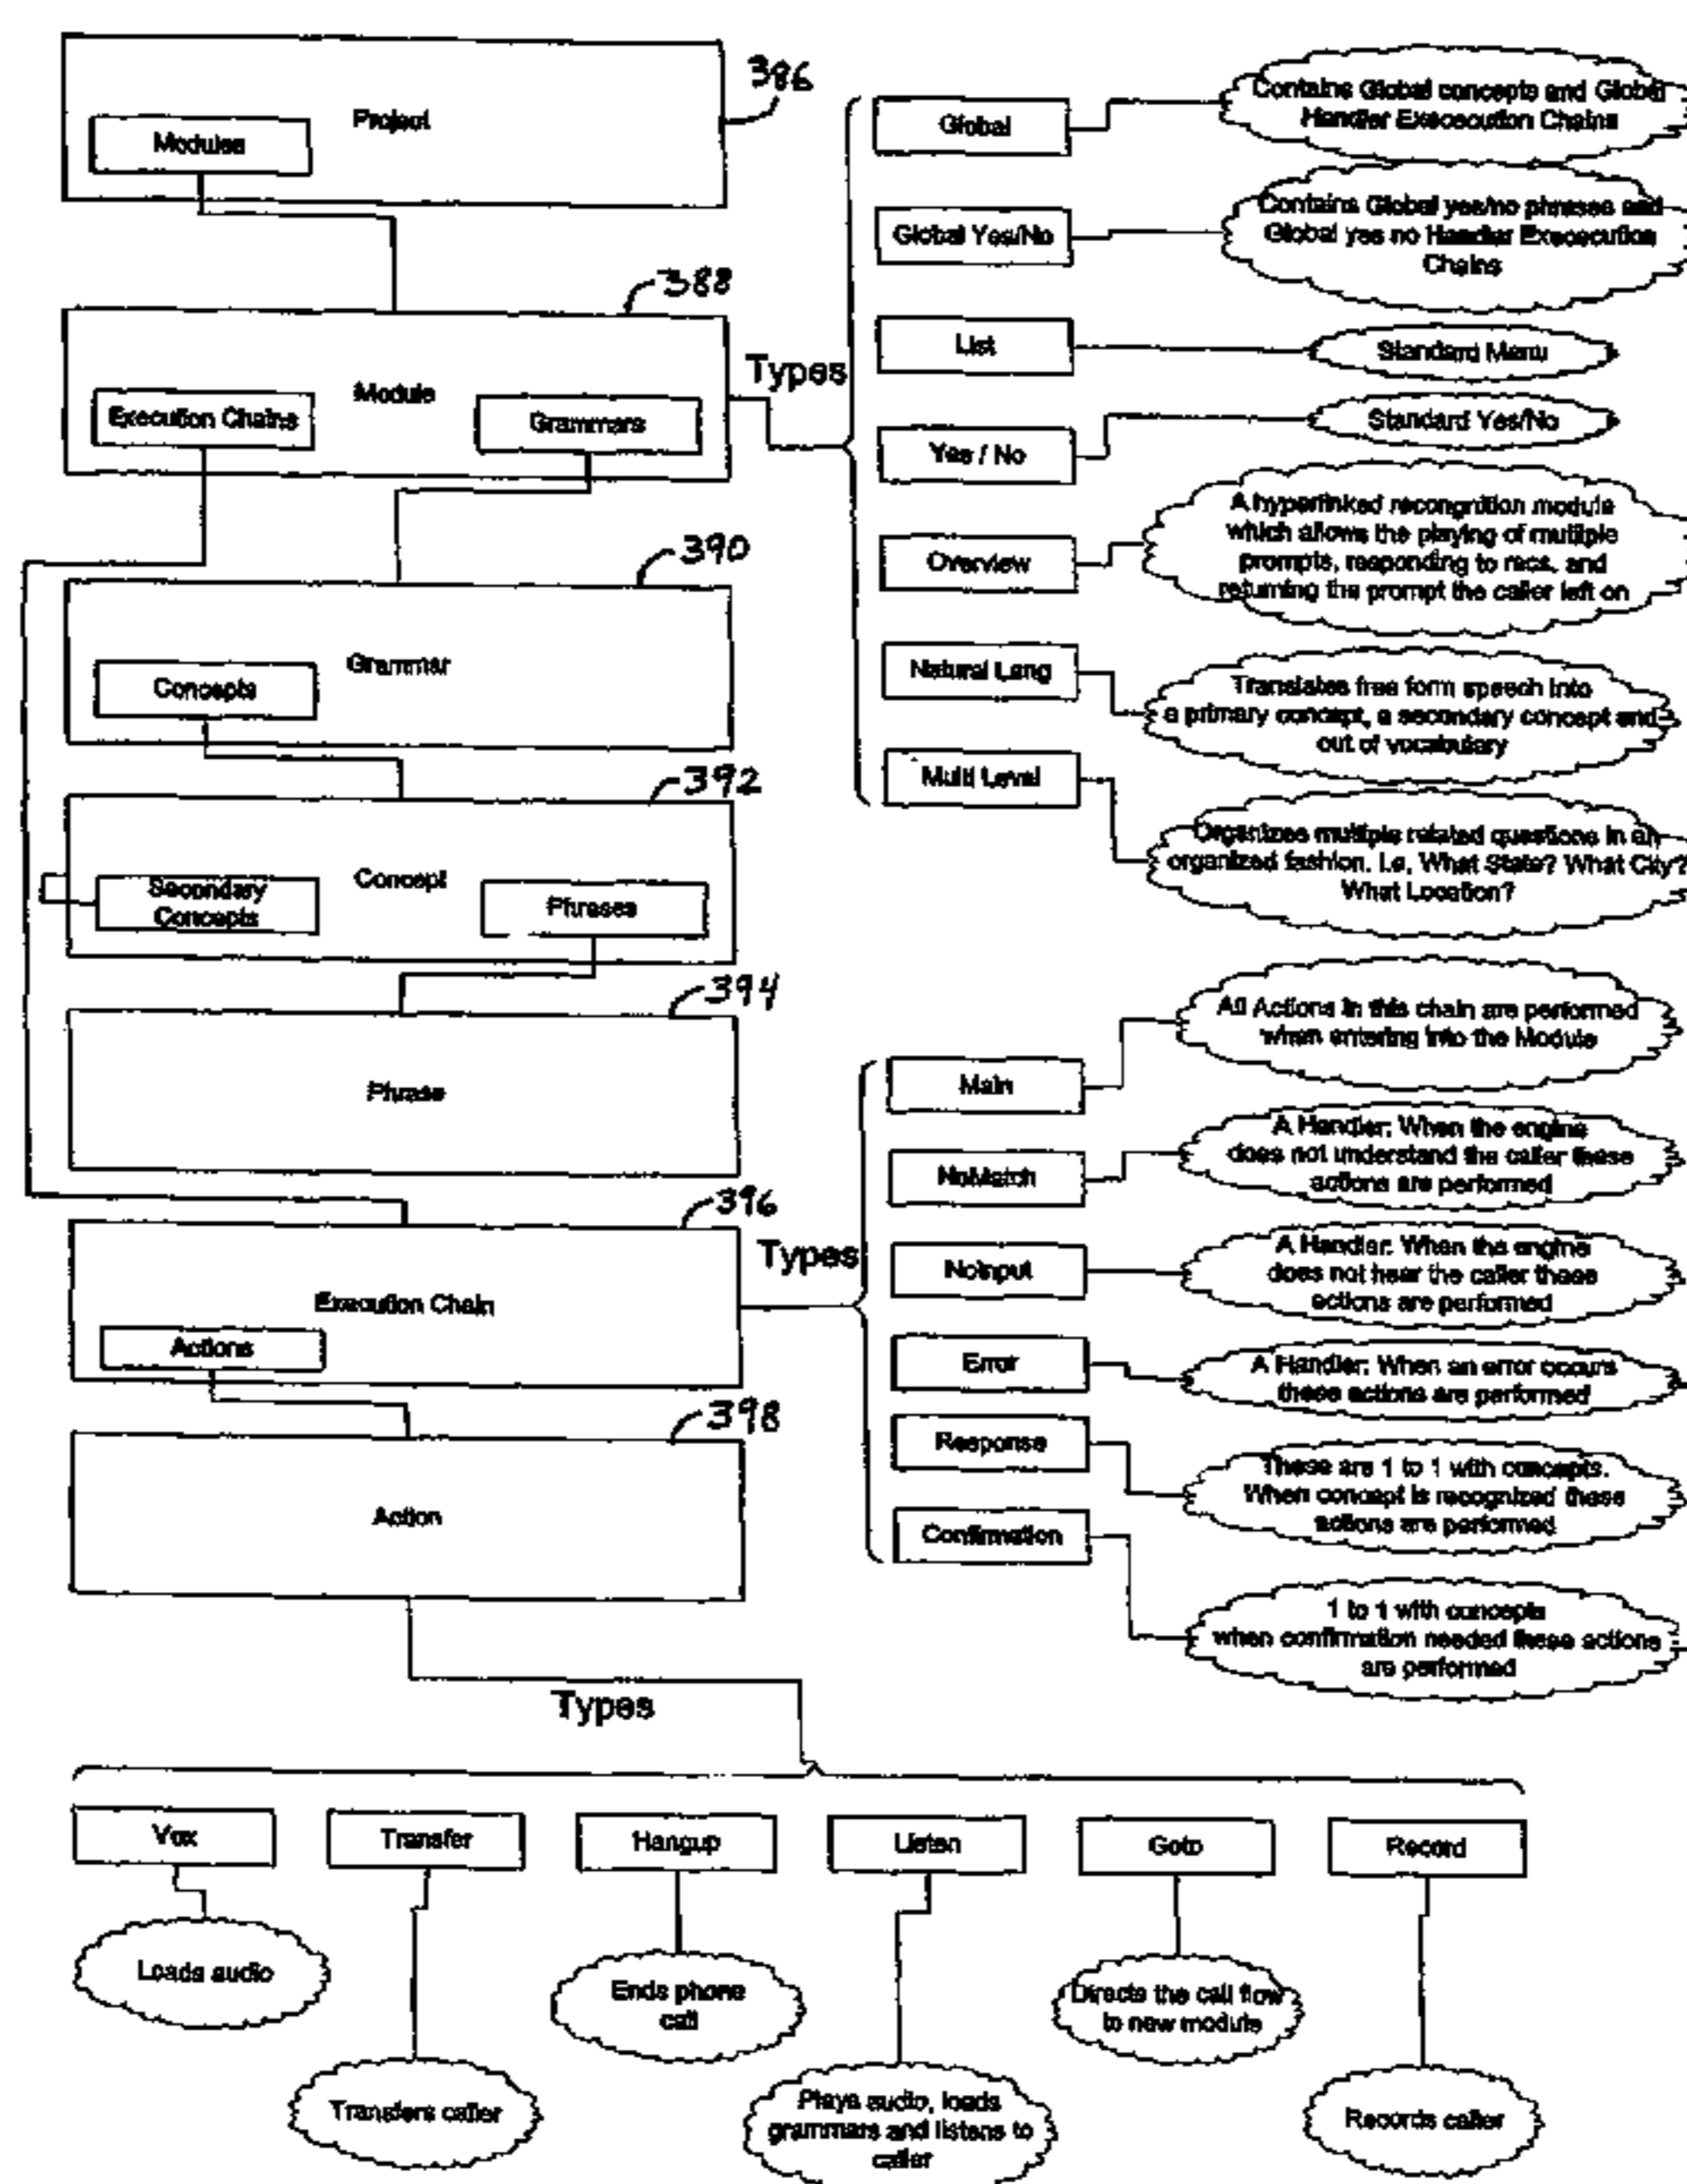 386
Project
Modules
388
Module
Execution Chains
Grammars
390
Grammar
Concepts
392
Concept
Secondary
Concepts
Phrases
394
Phrase
396
Execution Chain
Actions
398
Action
Types
Global
Contains Global concepts and Global
Handler Exececution Chains
Global Yes/No
Contains Global yes/no phrases and
Global yes no Handler Exececution
Chains
List
Standard Menu
Yes / No
Standard Yes/No
Overview
A hyperlinked recongnition module
which allows the playing of multiple
prompts, responding to recs, and
returning the prompt the caller left on
Natural Lang
Translates free form speech into
a primary concept, a secondary concept and
out of vocabulary
Multi Level
Organizes multiple related questions in an
organized fashion. I.e, What State? What City?
What Location?
Types
Main
All Actions in this chain are performed
when entering into the Module
NoMatch
A Handler: When the engine
does not understand the caller these
actions are performed
NoInput
A Handler: When the engine
does not hear the caller these
actions are performed
Error
A Handler: When an error occurs
these actions are performed
Response
These are 1 to 1 with concepts.
When concept is recognized these
actions are performed
Confirmation
1 to 1 with concepts
when confirmation needed these actions
are performed
Types
Vox
Transfer
Hangup
Listen
Goto
Record
Loads audio
Transfers caller
Ends phone
call
Plays audio, loads
grammars and listens to
caller
Directs the call flow
to new module
Records caller